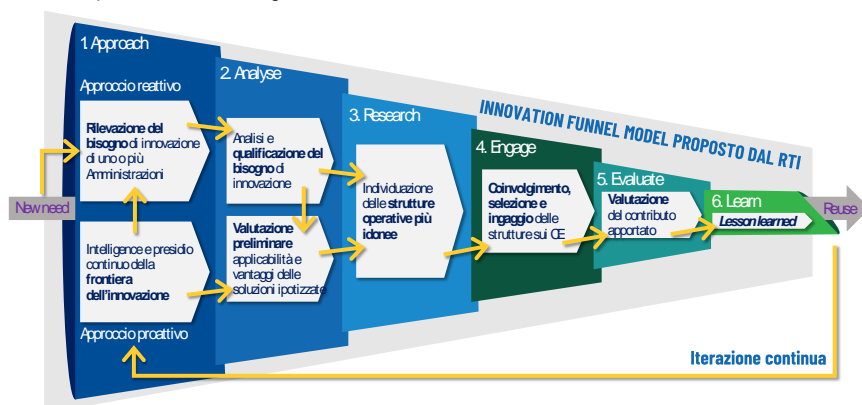 1. Approach
Approccio reattivo
Rilevazione del
bisogno di innovazione
di uno o più
Amministrazioni
New need
Intelligence e presidio
continuo della
frontiera
dell'innovazione
Approccio proattivo
2. Analyse
Analisi e
qualificazione del
bisogno di
innovazione
Valutazione
preliminare
applicabilità e
vantaggi delle
soluzioni ipotizzate
3. Research
Individuazione
delle strutture
operative più
idonee
4. Engage
Coinvolgimento,
selezione e
ingaggio delle
strutture sui CE
5. Evaluate
Valutazione
del contributo
apportato
6. Learn
Lesson learned
Reuse
INNOVATION FUNNEL MODEL PROPOSTO DAL RTI
Iterazione continua